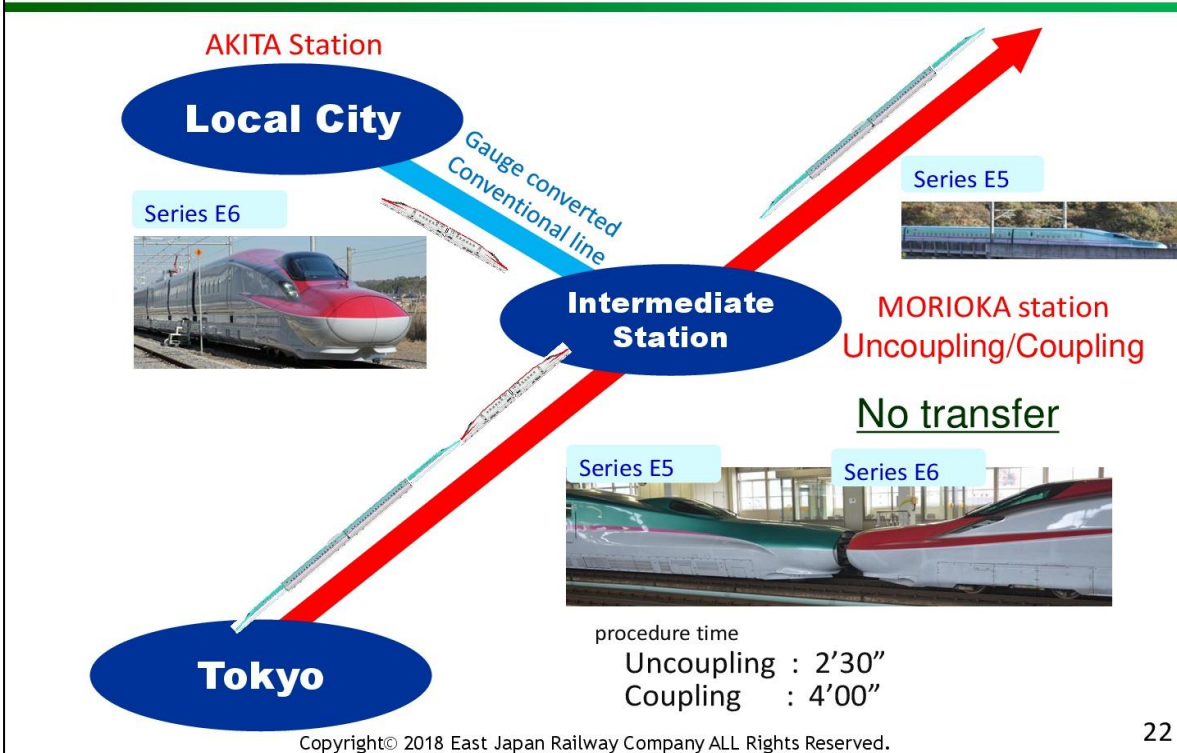 AKITA Station
Local City
Gauge converted
Conventional line
Series E6
Series E5
Intermediate
Station
MORIOKA station
Uncoupling/Coupling
No transfer
Series E5
Series E6
Tokyo
procedure time
Uncoupling : 2’30”
Coupling : 4’00”
Copyright© 2018 East Japan Railway Company ALL Rights Reserved.
22